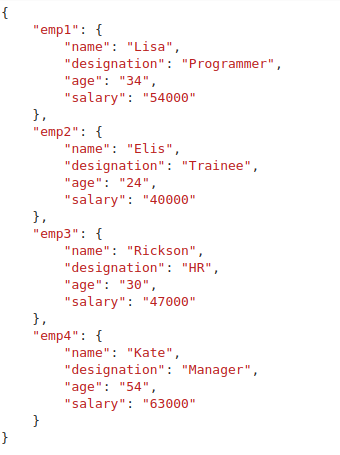 {
    "emp1": {
        "name": "Lisa",
        "designation": "Programmer",
        "age": "34",
        "salary": "54000"
    },
    "emp2": {
        "name": "Elis",
        "designation": "Trainee",
        "age": "24",
        "salary": "40000"
    },
    "emp3": {
        "name": "Rickson",
        "designation": "HR",
        "age": "30",
        "salary": "47000"
    },
    "emp4": {
        "name": "Kate",
        "designation": "Manager",
        "age": "54",
        "salary": "63000"
    }
}